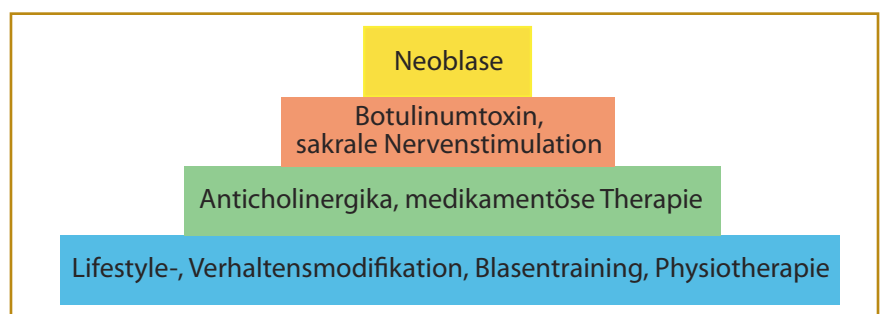 Neoblase
Botulinumtoxin,
sakrale Nervenstimulation
Anticholinergika, medikamentöse Therapie
Lifestyle-, Verhaltensmodifikation, Blasentraining, Physiotherapie